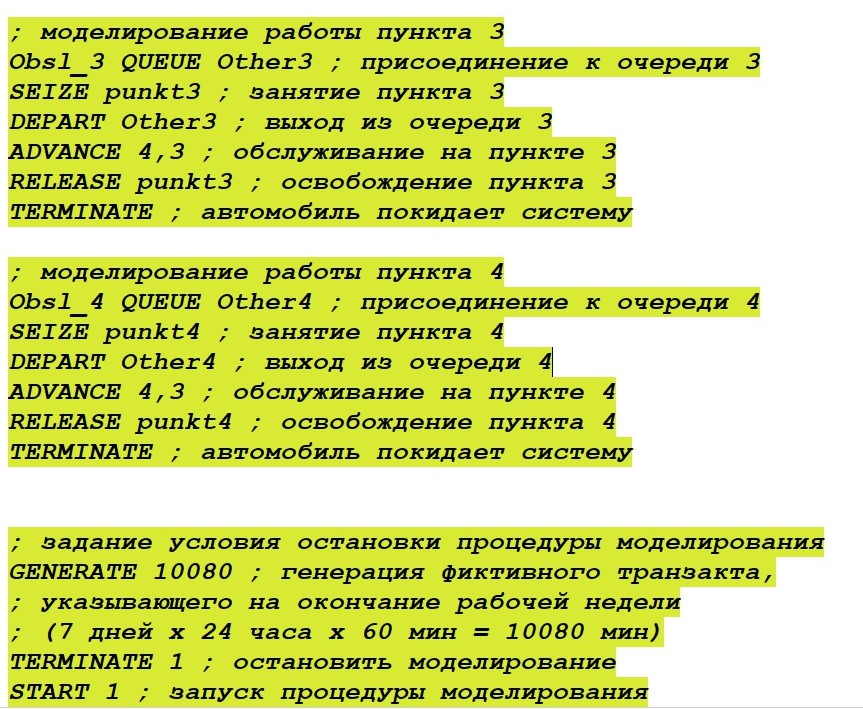 ; моделирование работы пункта 3
Obsl_3 QUEUE Other3 ; присоединение к очереди 3
SEIZE punkt3 ; занятие пункта 3
DEPART Other3 ; выход из очереди 3
ADVANCE 4,3 ; обслуживание на пункте 3
RELEASE punkt3 ; освобождение пункта 3
TERMINATE ; автомобиль покидает систему
; моделирование работы пункта 4
Obsl_4 QUEUE Other4 ; присоединение к очереди 4
SEIZE punkt4 ; занятие пункта 4
DEPART Other4 ; выход из очереди 4
ADVANCE 4,3 ; обслуживание на пункте 4
RELEASE punkt4 ; освобождение пункта 4
TERMINATE ; автомобиль покидает систему
; задание условия остановки процедуры моделирования
GENERATE 10080 ; генерация фиктивного транзакта,
; указывающего на окончание рабочей недели
; (7 дней x 24 часа x 60 мин = 10080 мин)
TERMINATE 1 ; остановить моделирование
START 1 ; запуск процедуры моделирования